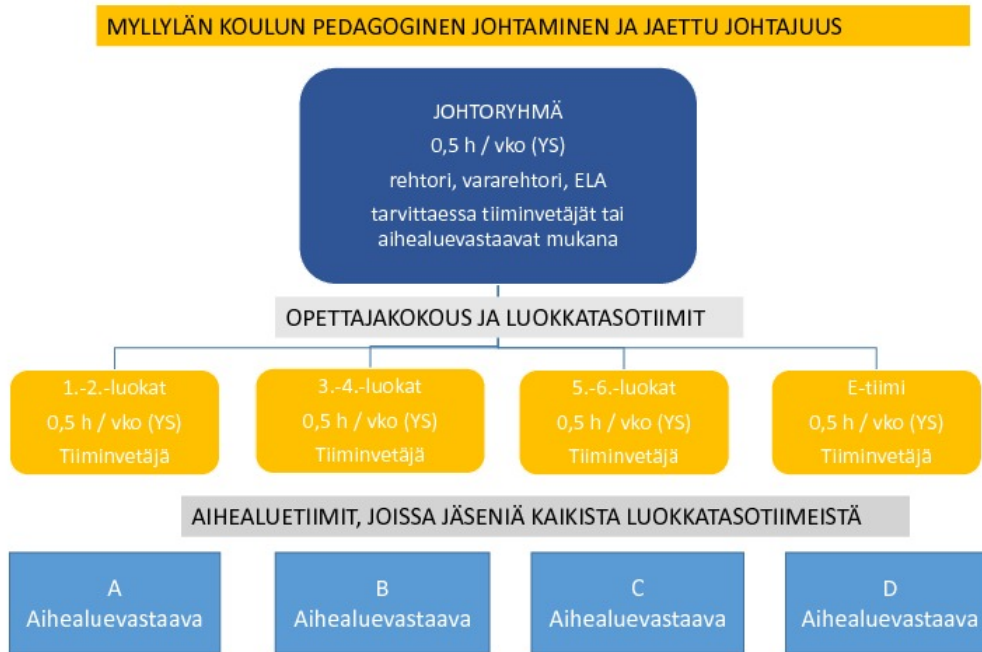 MYLLYLÄN KOULUN PEDAGOGINEN JOHTAMINEN JA JAETTU JOHTAJUUS
JOHTORYHMÄ
0,5 h / vko (YS)
rehtori, vararehtori, ELA
tarvittaessa tiiminvetäjät tai
aihealuevastaavat mukana
OPETTAJAKOKOUS JA LUOKKATASOTIIMIT
1.-2.-luokat
0,5 h / vko (YS)
Tiiminvetäjä
3.-4.-luokat
0,5 h / vko (YS)
Tiiminvetäjä
5.-6.-luokat
0,5 h / vko (YS)
Tiiminvetäjä
E-tiimi
0,5 h / vko (YS)
Tiiminvetäjä
AIHEALUETIIMIT, JOISSA JÄSENIÄ KAIKISTA LUOKKATASOTIIMEISTÄ
A
Aihealuevastaava
B
Aihealuevastaava
C
Aihealuevastaava
D
Aihealuevastaava